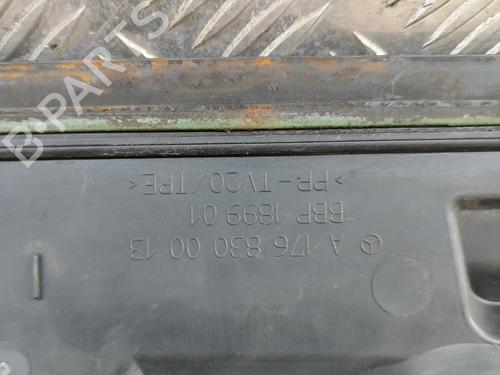 A 176 830 00 13
BBP 1899.01
>PP-TV20/TPE<
B-PARTS